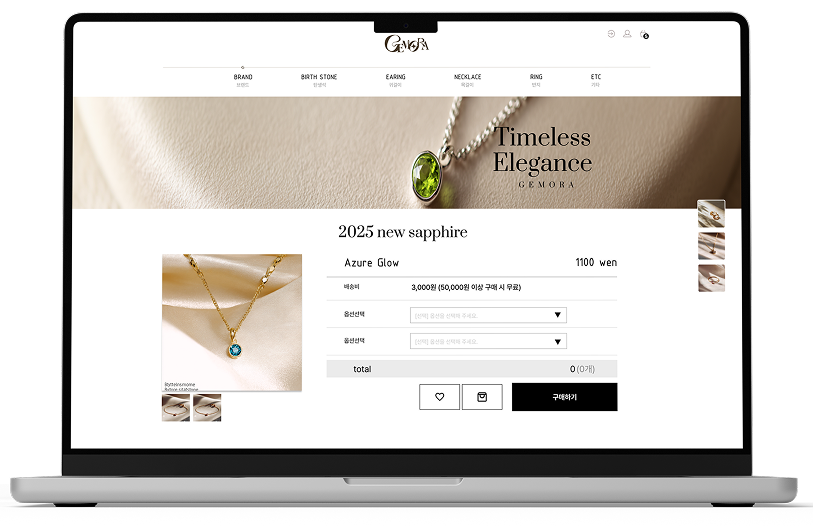 GEMORA
5
BRAND
BIRTH STONE
EARING
NECKLACE
RING
ETC
브랜드
탄생석
귀걸이
목걸이
반지
기타
Timeless
Elegance
GEMORA
2025 new sapphire
Azure Glow
1100 wen
배송비
3,000원 (50,000원 이상 구매 시 무료)
옵션선택
[선택] 옵션을 선택해 주세요.
옵션선택
[선택] 옵션을 선택해 주세요.
total
0 (0개)
구매하기